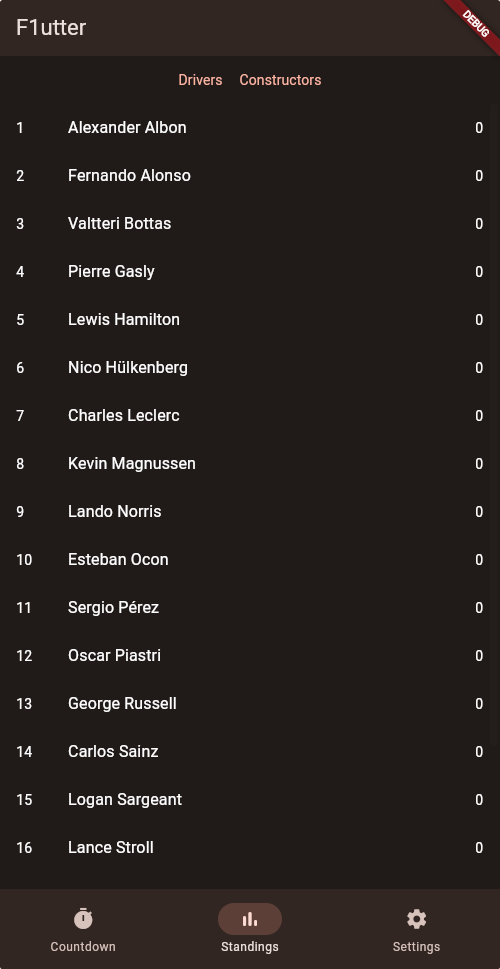 F1utter
DEBUG
Drivers Constructors
1 Alexander Albon 0
2 Fernando Alonso 0
3 Valtteri Bottas 0
4 Pierre Gasly 0
5 Lewis Hamilton 0
6 Nico Hülkenberg 0
7 Charles Leclerc 0
8 Kevin Magnussen 0
9 Lando Norris 0
10 Esteban Ocon 0
11 Sergio Pérez 0
12 Oscar Piastri 0
13 George Russell 0
14 Carlos Sainz 0
15 Logan Sargeant 0
16 Lance Stroll 0
Countdown Standings Settings